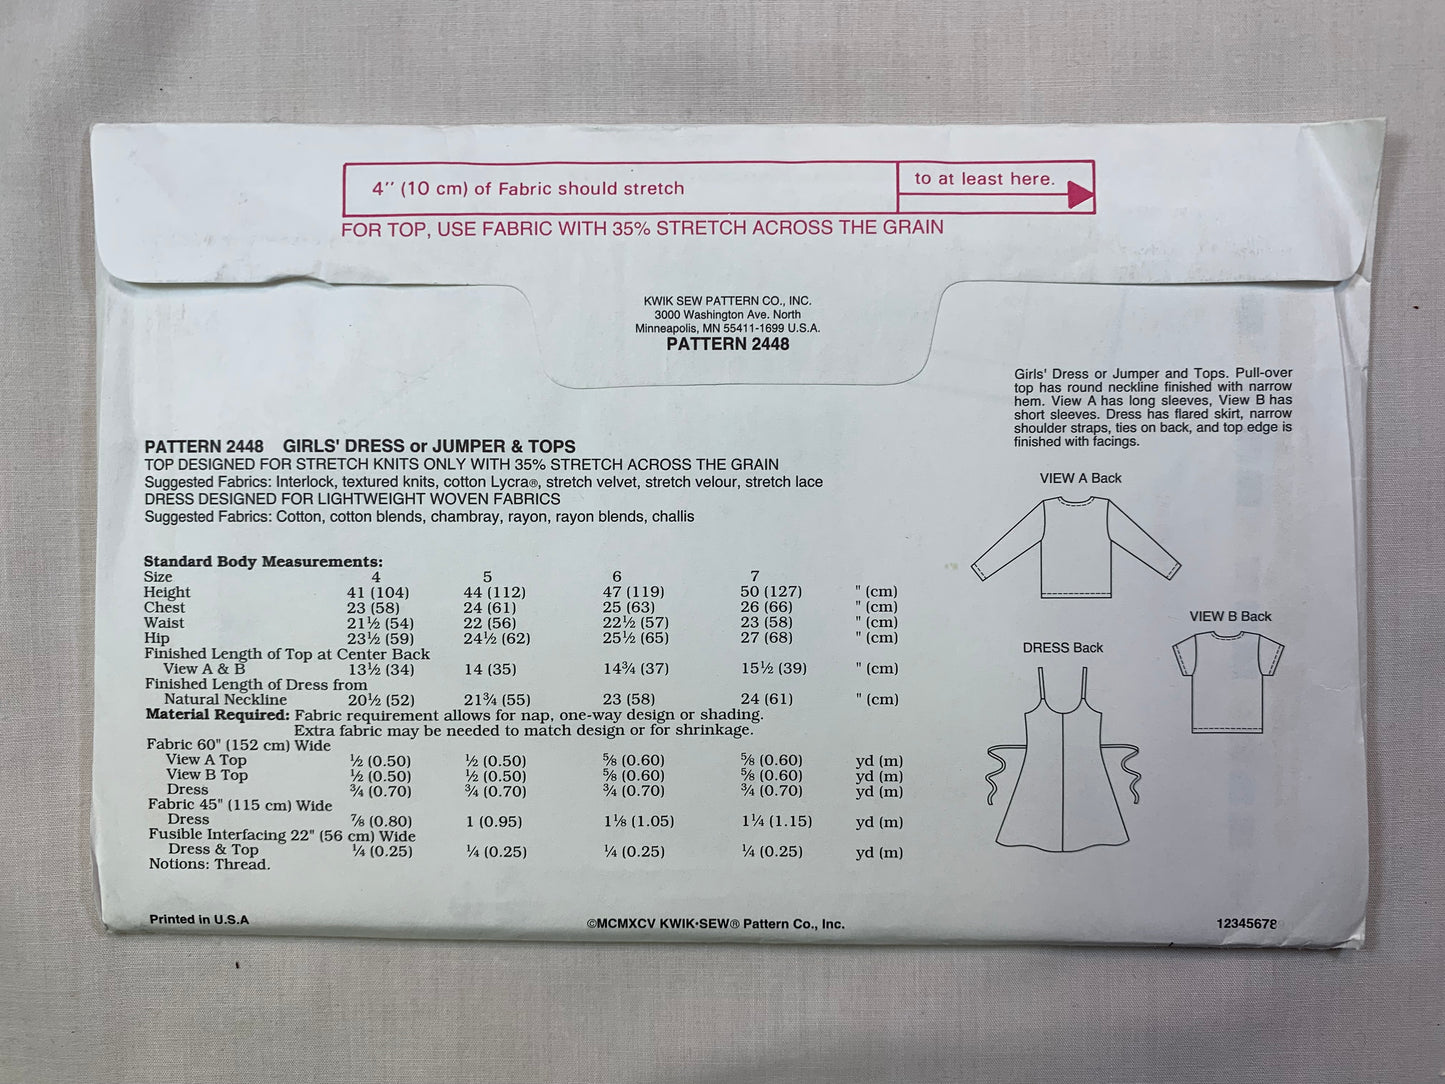 4'' (10 cm) of Fabric should stretch to at least here.
FOR TOP, USE FABRIC WITH 35% STRETCH ACROSS THE GRAIN
KWIK SEW PATTERN CO., INC.
3000 Washington Ave. North
Minneapolis, MN 55411-1699 U.S.A.
PATTERN 2448
Girls' Dress or Jumper and Tops. Pull-over
top has round neckline finished with narrow
hem. View A has long sleeves, View B has
short sleeves. Dress has flared skirt, narrow
shoulder straps, ties on back, and top edge is
finished with facings.
PATTERN 2448 GIRLS' DRESS or JUMPER & TOPS
TOP DESIGNED FOR STRETCH KNITS ONLY WITH 35% STRETCH ACROSS THE GRAIN
Suggested Fabrics: Interlock, textured knits, cotton Lycra®, stretch velvet, stretch velour, stretch lace
DRESS DESIGNED FOR LIGHTWEIGHT WOVEN FABRICS
Suggested Fabrics: Cotton, cotton blends, chambray, rayon, rayon blends, challis
VIEW A Back
VIEW B Back
DRESS Back
Standard Body Measurements:
Size 4 5 6 7
Height 41 (104) 44 (112) 47 (119) 50 (127) " (cm)
Chest 23 (58) 24 (61) 25 (63) 26 (66) " (cm)
Waist 21½ (54) 22 (56) 22½ (57) 23 (58) " (cm)
Hip 23½ (59) 24½ (62) 25½ (65) 27 (68) " (cm)
Finished Length of Top at Center Back
View A & B 13½ (34) 14 (35) 14¾ (37) 15½ (39) " (cm)
Finished Length of Dress from
Natural Neckline 20½ (52) 21¾ (55) 23 (58) 24 (61) " (cm)
Material Required: Fabric requirement allows for nap, one-way design or shading.
Extra fabric may be needed to match design or for shrinkage.
Fabric 60" (152 cm) Wide
View A Top ½ (0.50) ½ (0.50) ⅝ (0.60) ⅝ (0.60) yd (m)
View B Top ½ (0.50) ½ (0.50) ⅝ (0.60) ⅝ (0.60) yd (m)
Dress ¾ (0.70) ¾ (0.70) ¾ (0.70) ¾ (0.70) yd (m)
Fabric 45" (115 cm) Wide
Dress ⅞ (0.80) 1 (0.95) 1⅛ (1.05) 1¼ (1.15) yd (m)
Fusible Interfacing 22" (56 cm) Wide
Dress & Top ¼ (0.25) ¼ (0.25) ¼ (0.25) ¼ (0.25) yd (m)
Notions: Thread.
Printed in U.S.A
©MCMXCV KWIK•SEW® Pattern Co., Inc.
123456789